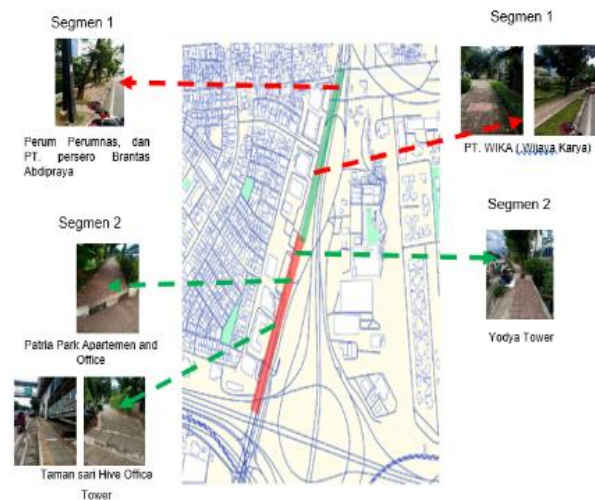 Segmen 1
Perum Perumnas, dan
PT. persero Brantas
Abdipraya
Segmen 2
Patria Park Apartemen and
Office
Taman sari Hive Office
Tower
Segmen 1
PT. WIKA (.Wijaya Karya)
Segmen 2
Yodya Tower